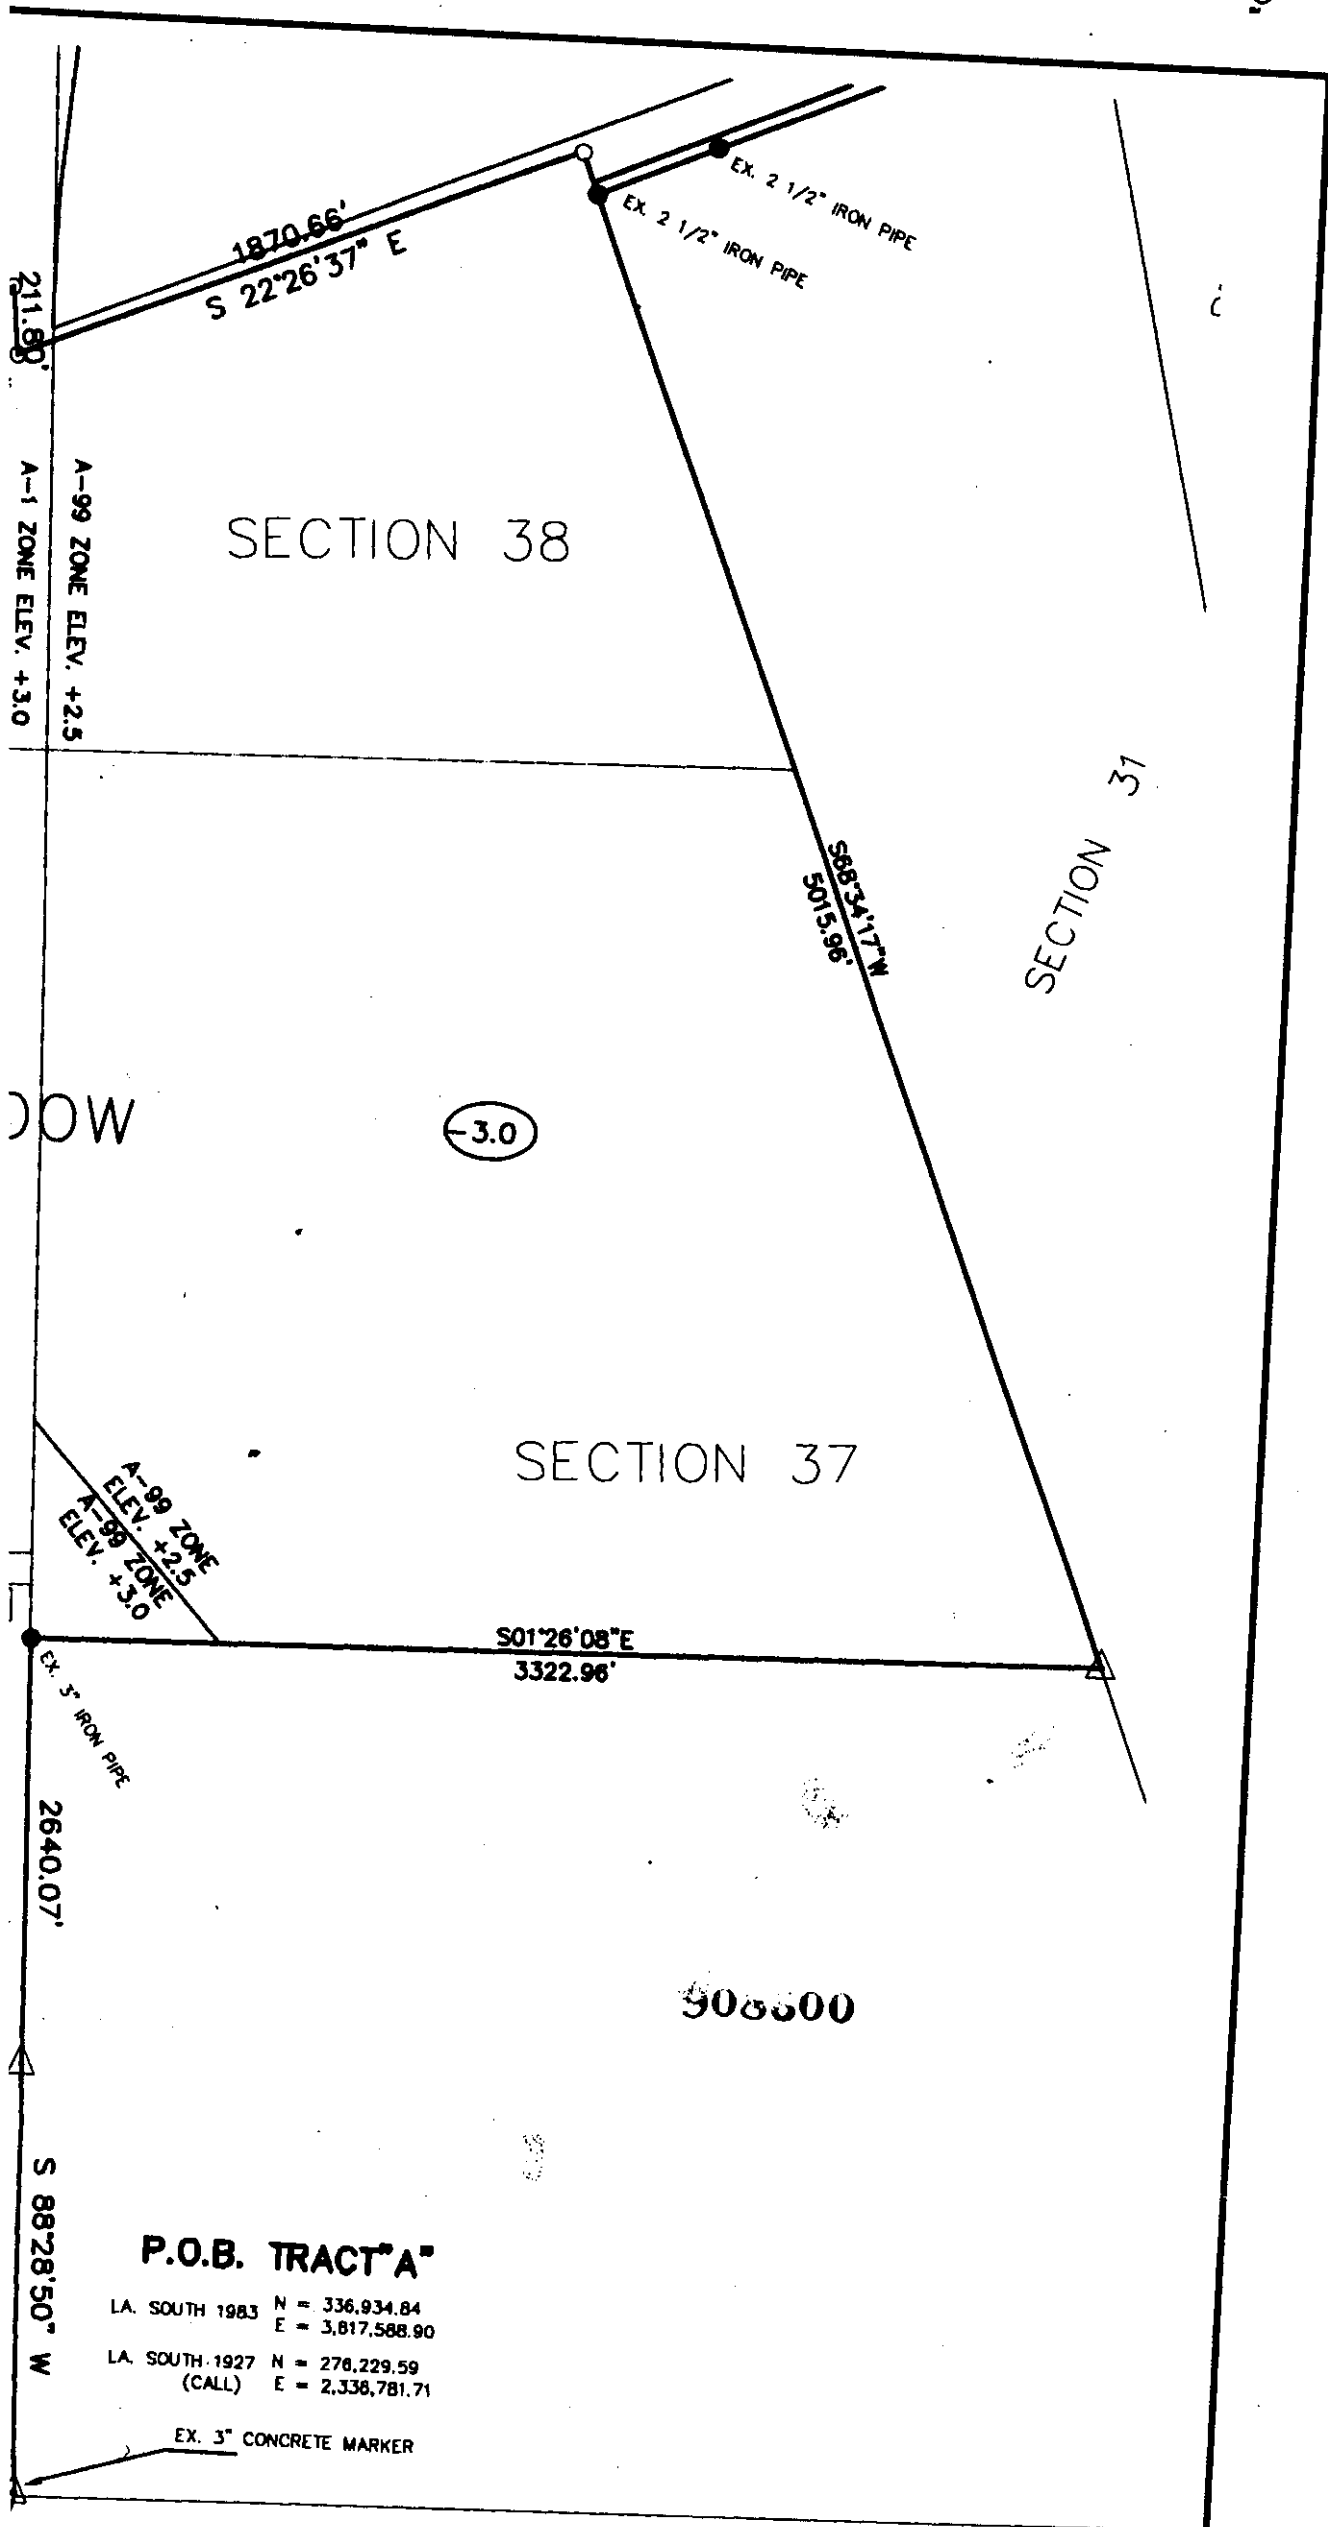 EX. 2 1/2" IRON PIPE
EX. 2 1/2" IRON PIPE
1870.66'
S 22°26'37" E
211.80'
A-99 ZONE ELEV. +2.5
A-1 ZONE ELEV. +3.0
SECTION 38
SECTION 31
S68°34'17"W
5015.96'
OW
-3.0
SECTION 37
A-99 ZONE
ELEV. +2.5
A-99 ZONE
ELEV. +3.0
S01°26'08"E
3322.96'
EX. 3" IRON PIPE
2640.07'
S 88°28'50" W
P.O.B. TRACT"A"
LA. SOUTH 1983 N = 336,934.84
E = 3,817,588.90
LA. SOUTH 1927 N = 276,229.59
(CALL) E = 2,336,781.71
EX. 3" CONCRETE MARKER